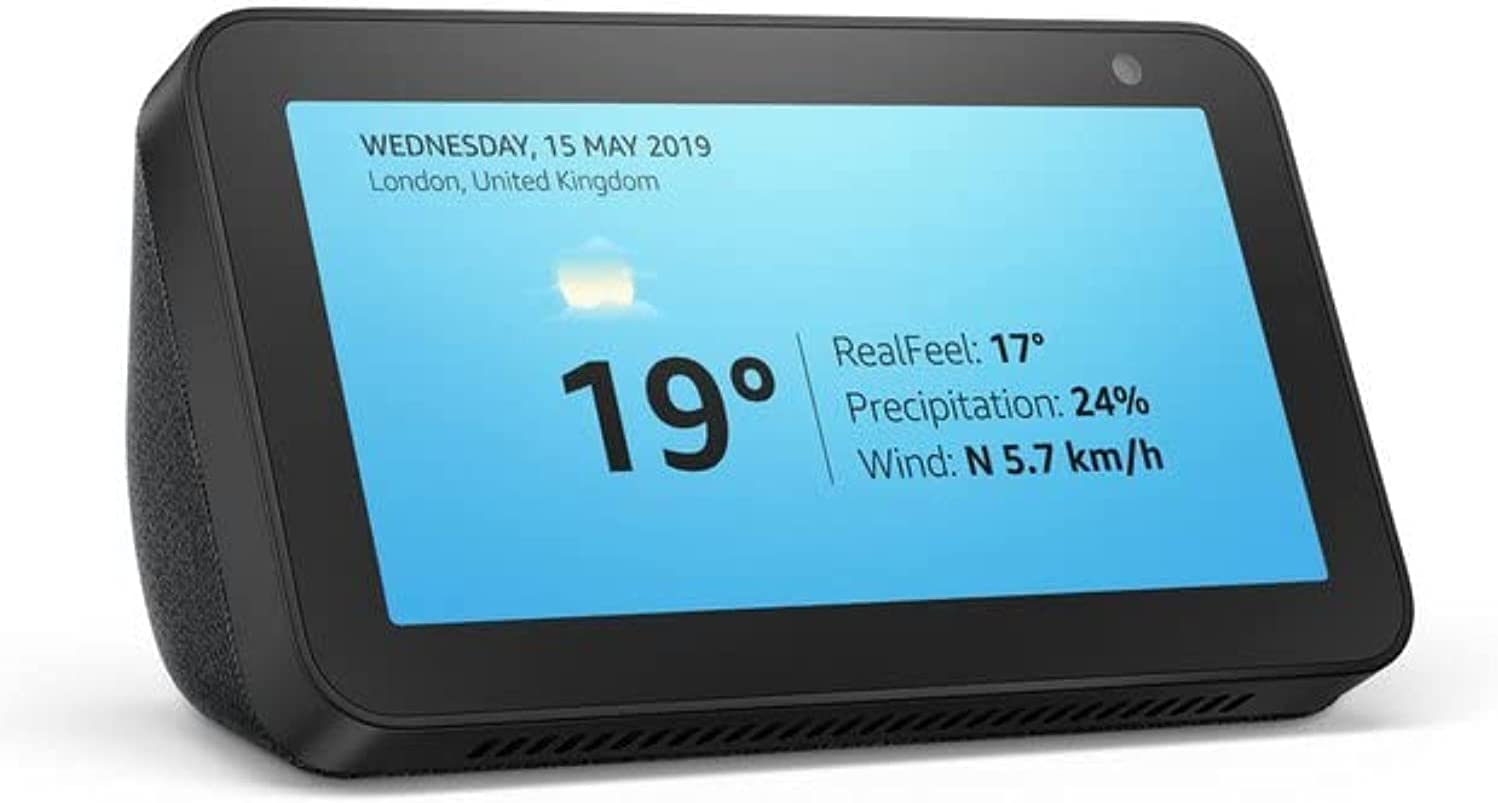 WEDNESDAY, 15 MAY 2019
London, United Kingdom
19°
RealFeel: 17°
Precipitation: 24%
Wind: N 5.7 km/h